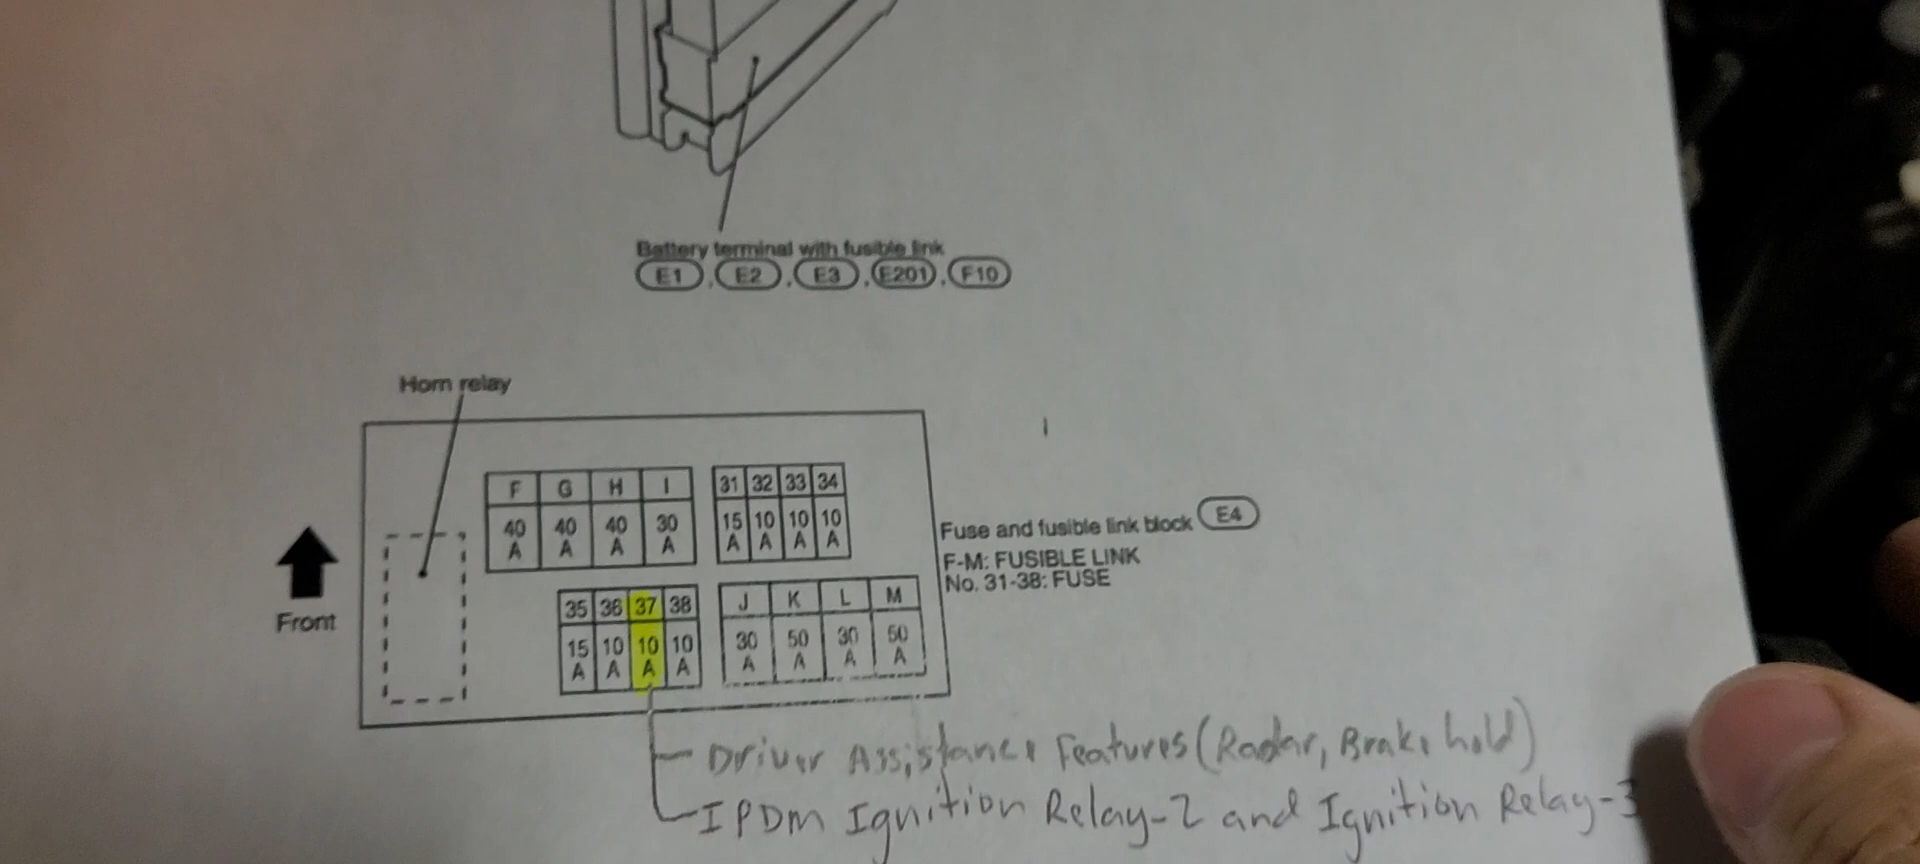 Battery terminal with fusible link
E1 , E2 , E3 , E201 , F10
Horn relay
F G H I 31 32 33 34
40 A 40 A 40 A 30 A 15 A 10 A 10 A 10 A
Fuse and fusible link block E4
F-M: FUSIBLE LINK
No. 31-38: FUSE
Front
35 36 37 38 J K L M
15 A 10 A 10 A 10 A 30 A 50 A 30 A 50 A
Driver Assistance Features (Radar, Brake hold)
IPDM Ignition Relay-2 and Ignition Relay-3